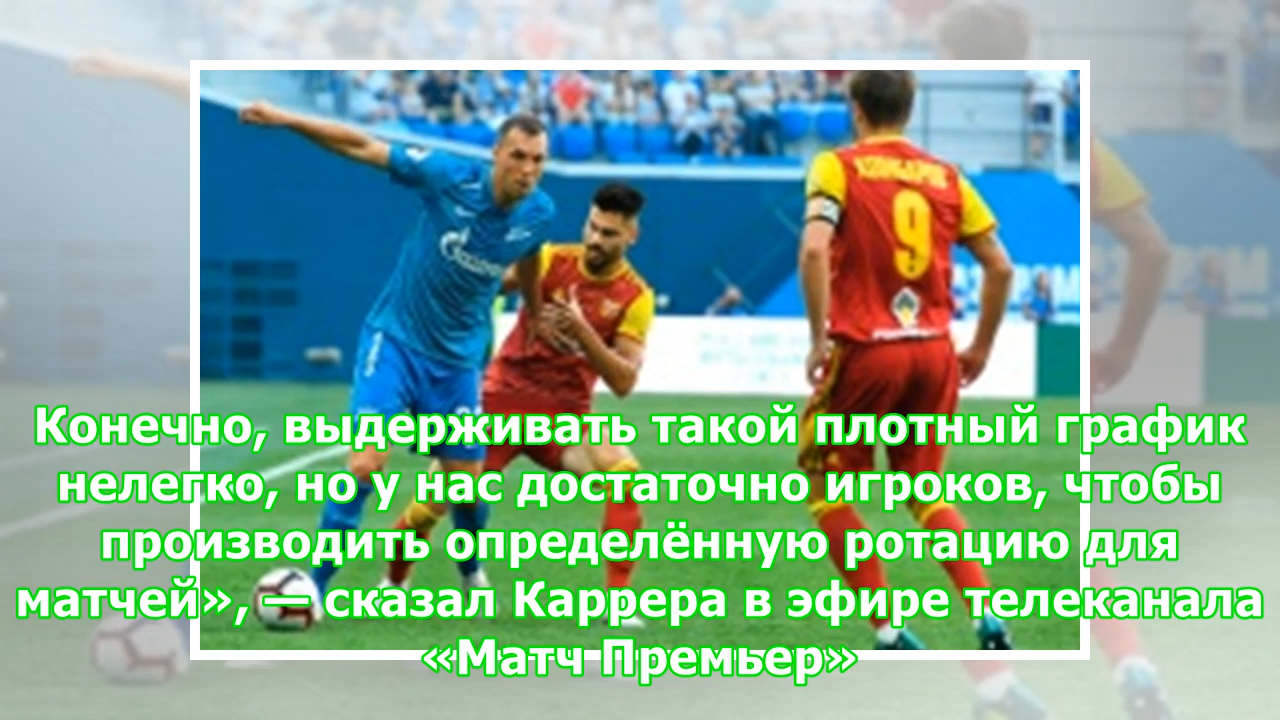 9
Конечно, выдерживать такой плотный график
нелегко, но у нас достаточно игроков, чтобы
производить определённую ротацию для
матчей», — сказал Каррера в эфире телеканала
«Матч Премьер»